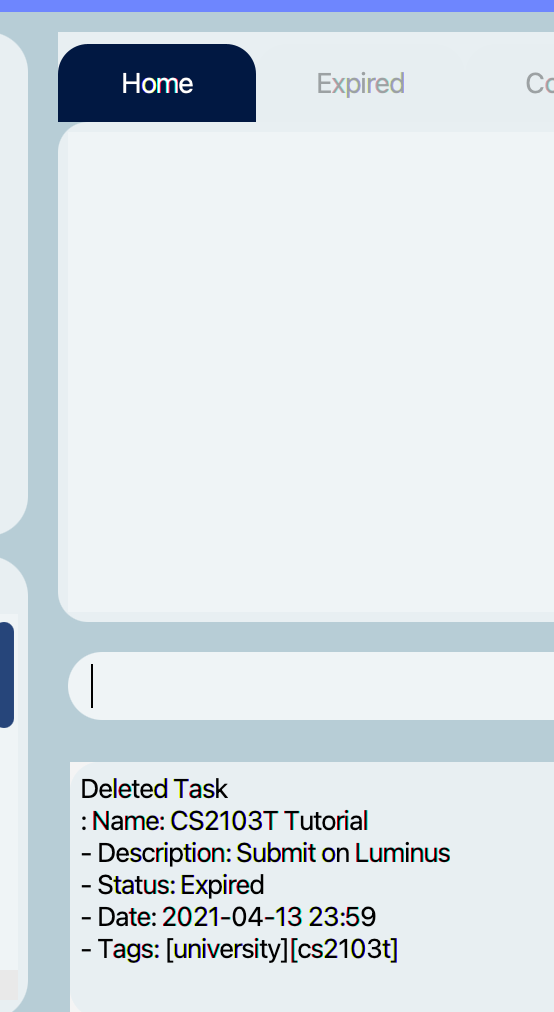 Home Expired Co
Deleted Task
: Name: CS2103T Tutorial
- Description: Submit on Luminus
- Status: Expired
- Date: 2021-04-13 23:59
- Tags: [university][cs2103t]